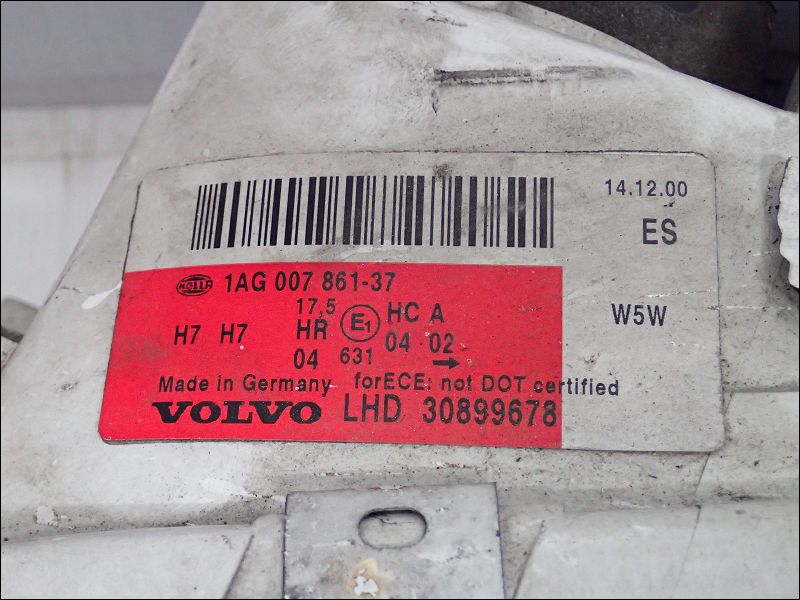 14.12.00
ES
HELLA 1AG 007 861-37
17,5
H7 H7 HR E1 HC A
W5W
04 631 04 02 →
Made in Germany forECE: not DOT certified
VOLVO LHD 30899678